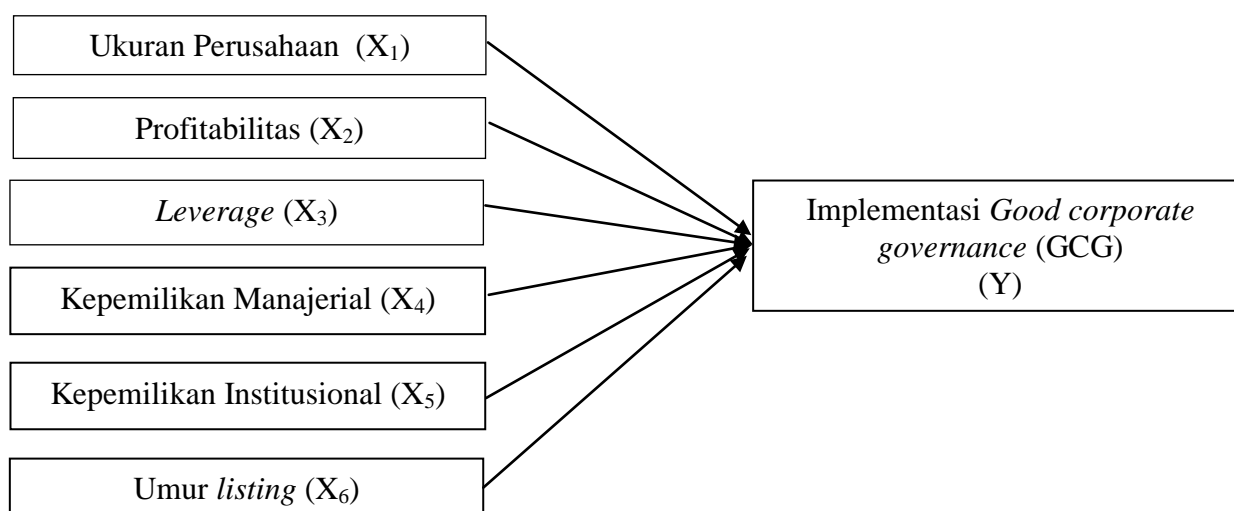 Ukuran Perusahaan (X₁)
Profitabilitas (X₂)
Leverage (X₃)
Kepemilikan Manajerial (X₄)
Kepemilikan Institusional (X₅)
Umur listing (X₆)
Implementasi Good corporate
governance (GCG)
(Y)